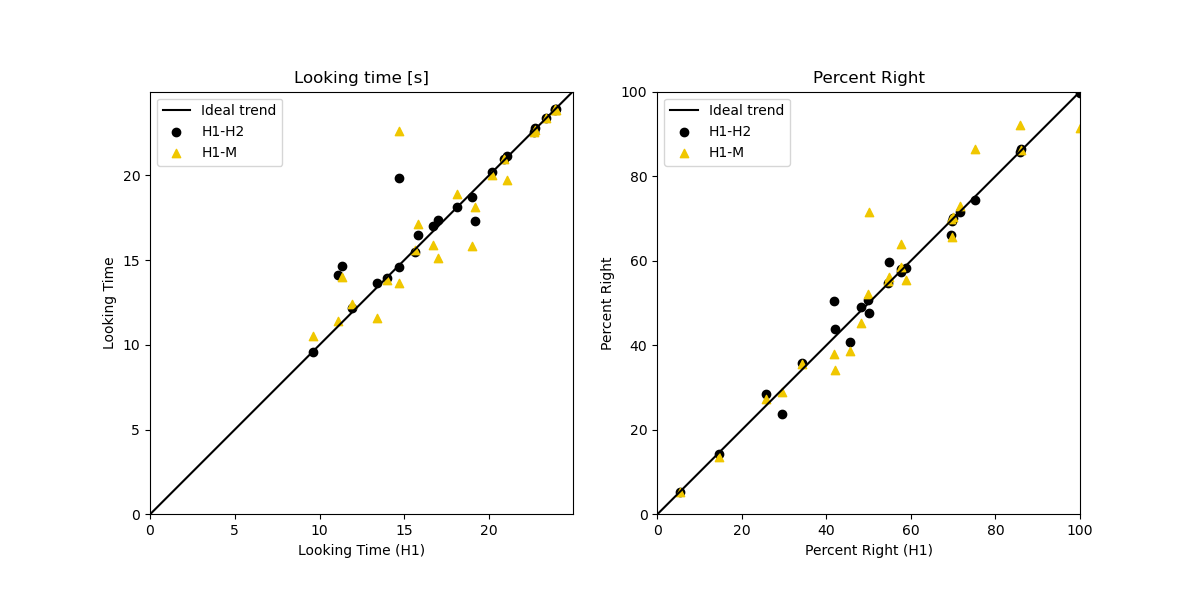 Looking time [s]
Ideal trend
H1-H2
H1-M
20
15
10
5
0
0 5 10 15 20
Looking Time
Looking Time (H1)
Percent Right
Ideal trend
H1-H2
H1-M
100
80
60
40
20
0
0 20 40 60 80 100
Percent Right
Percent Right (H1)